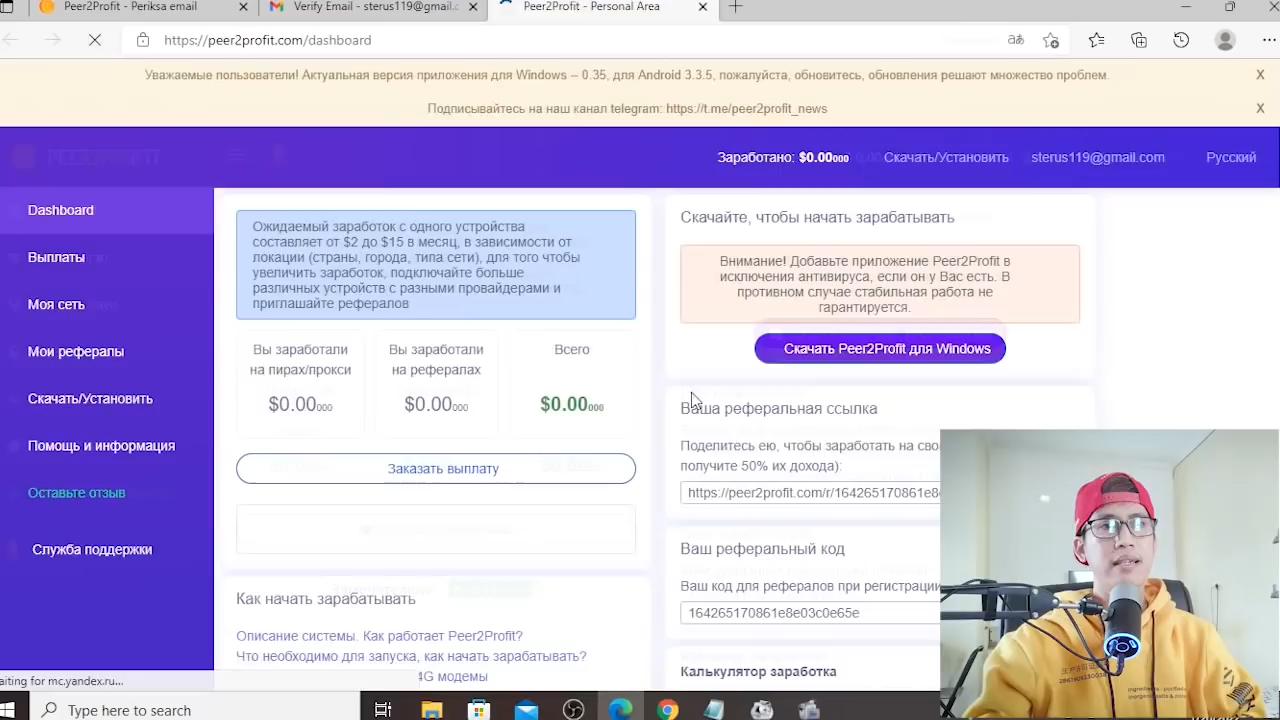 Peer2Profit - Periksa email
Verify Email - sterus119@gmail.c
Peer2Profit - Personal Area
https://peer2profit.com/dashboard
Уважаемые пользователи! Актуальная версия приложения для Windows – 0.35, для Android 3.3.5, пожалуйста, обновитесь, обновления решают множество проблем.
X
Подписывайтесь на наш канал telegram: https://t.me/peer2profit_news
X
PEER2PROFIT
Заработано: $0.00000
Скачать/Установить
sterus119@gmail.com
Русский
Dashboard
Выплаты
Моя сеть
Мои рефералы
Скачать/Установить
Помощь и информация
Оставьте отзыв
Служба поддержки
Ожидаемый заработок с одного устройства
составляет от $2 до $15 в месяц, в зависимости от
локации (страны, города, типа сети), для того чтобы
увеличить заработок, подключайте больше
различных устройств с разными провайдерами и
приглашайте рефералов
Вы заработали
на пирах/прокси
$0.00000
Вы заработали
на рефералах
$0.00000
Всего
$0.00000
Заказать выплату
Как начать зарабатывать
Описание системы. Как работает Peer2Profit?
Что необходимо для запуска, как начать зарабатывать?
4G модемы
Скачайте, чтобы начать зарабатывать
Внимание! Добавьте приложение Peer2Profit в
исключения антивируса, если он у Вас есть. В
противном случае стабильная работа не
гарантируется.
Скачать Peer2Profit для Windows
Ваша реферальная ссылка
Поделитесь ею, чтобы заработать на сво
получите 50% их дохода):
https://peer2profit.com/r/164265170861e8
Ваш реферальный код
Ваш код для рефералов при регистрации
164265170861e8e03c0e65e
Калькулятор заработка
aiting for mc.yandex.ru...
Type here to search